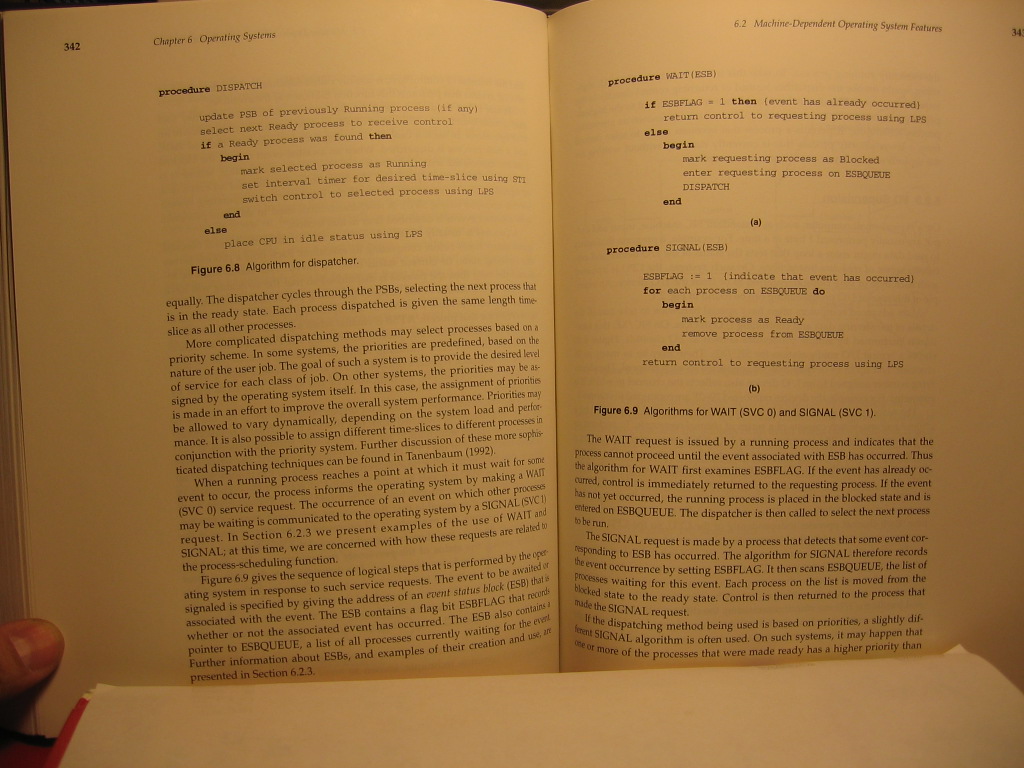 342
Chapter 6 Operating Systems
procedure DISPATCH
update PSB of previously Running process (if any)
select next Ready process to receive control
if a Ready process was found then
begin
mark selected process as Running
set interval timer for desired time-slice using STI
switch control to selected process using LPS
end
else
place CPU in idle status using LPS
Figure 6.8 Algorithm for dispatcher.
equally. The dispatcher cycles through the PSBs, selecting the next process that
is in the ready state. Each process dispatched is given the same length time-
slice as all other processes.
More complicated dispatching methods may select processes based on a
priority scheme. In some systems, the priorities are predefined, based on the
nature of the user job. The goal of such a system is to provide the desired level
of service for each class of job. On other systems, the priorities may be as-
signed by the operating system itself. In this case, the assignment of priorities
is made in an effort to improve the overall system performance. Priorities may
be allowed to vary dynamically, depending on the system load and perfor-
mance. It is also possible to assign different time-slices to different processes in
conjunction with the priority system. Further discussion of these more sophis-
ticated dispatching techniques can be found in Tanenbaum (1992).
When a running process reaches a point at which it must wait for some
event to occur, the process informs the operating system by making a WAIT
(SVC 0) service request. The occurrence of an event on which other processes
may be waiting is communicated to the operating system by a SIGNAL (SVC 1)
request. In Section 6.2.3 we present examples of the use of WAIT and
SIGNAL; at this time, we are concerned with how these requests are related to
the process-scheduling function.
Figure 6.9 gives the sequence of logical steps that is performed by the oper-
ating system in response to such service requests. The event to be awaited or
signaled is specified by giving the address of an event status block (ESB) that is
associated with the event. The ESB contains a flag bit ESBFLAG that records
whether or not the associated event has occurred. The ESB also contains a
pointer to ESBQUEUE, a list of all processes currently waiting for the event.
Further information about ESBs, and examples of their creation and use, are
presented in Section 6.2.3.
6.2 Machine-Dependent Operating System Features
procedure WAIT(ESB)
if ESBFLAG = 1 then {event has already occurred}
return control to requesting process using LPS
else
begin
mark requesting process as Blocked
enter requesting process on ESBQUEUE
DISPATCH
end
(a)
procedure SIGNAL(ESB)
ESBFLAG := 1 {indicate that event has occurred}
for each process on ESBQUEUE do
begin
mark process as Ready
remove process from ESBQUEUE
end
return control to requesting process using LPS
(b)
Figure 6.9 Algorithms for WAIT (SVC 0) and SIGNAL (SVC 1).
The WAIT request is issued by a running process and indicates that the
process cannot proceed until the event associated with ESB has occurred. Thus
the algorithm for WAIT first examines ESBFLAG. If the event has already oc-
curred, control is immediately returned to the requesting process. If the event
has not yet occurred, the running process is placed in the blocked state and is
entered on ESBQUEUE. The dispatcher is then called to select the next process
to be run.
The SIGNAL request is made by a process that detects that some event cor-
responding to ESB has occurred. The algorithm for SIGNAL therefore records
the event occurrence by setting ESBFLAG. It then scans ESBQUEUE, the list of
processes waiting for this event. Each process on the list is moved from the
blocked state to the ready state. Control is then returned to the process that
made the SIGNAL request.
If the dispatching method being used is based on priorities, a slightly dif-
ferent SIGNAL algorithm is often used. On such systems, it may happen that
one or more of the processes that were made ready has a higher priority than